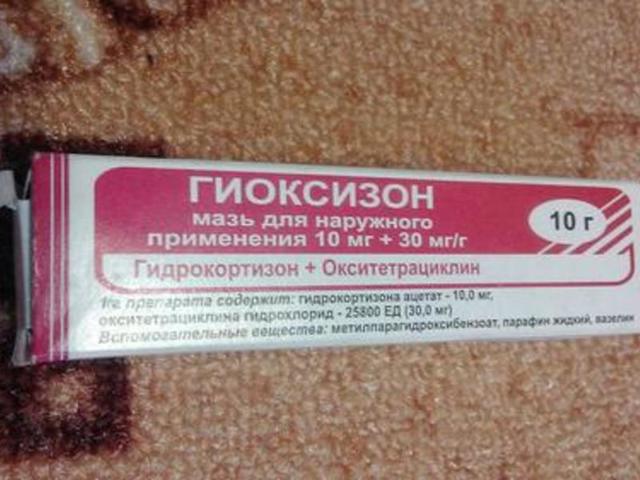 ГИОКСИЗОН
мазь для наружного
применения 10 мг + 30 мг/г
10 г
Гидрокортизон + Окситетрациклин
1 г препарата содержит: гидрокортизона ацетат - 10,0 мг,
окситетрациклина гидрохлорид - 25800 ЕД (30,0 мг)
Вспомогательные вещества: метилпарагидроксибензоат, парафин жидкий, вазелин